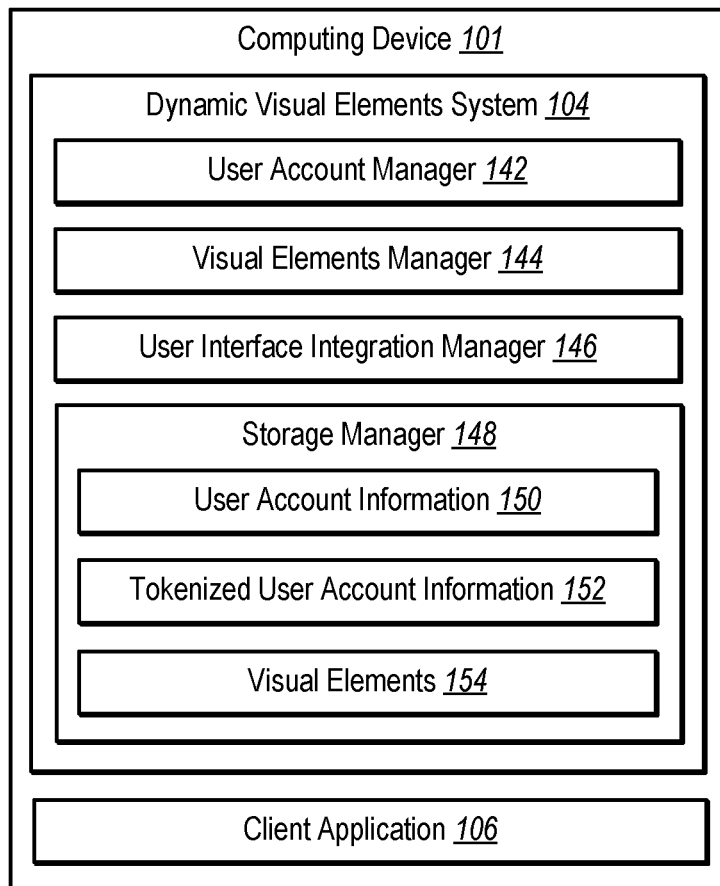 Computing Device 101
Dynamic Visual Elements System 104
User Account Manager 142
Visual Elements Manager 144
User Interface Integration Manager 146
Storage Manager 148
User Account Information 150
Tokenized User Account Information 152
Visual Elements 154
Client Application 106